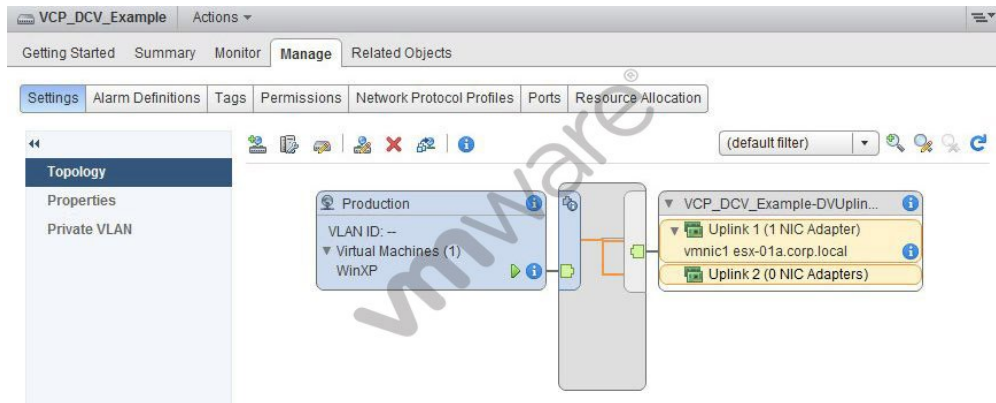 VCP_DCV_Example Actions
Getting Started Summary Monitor Manage Related Objects
Settings Alarm Definitions Tags Permissions Network Protocol Profiles Ports Resource Allocation
Topology
Properties
Private VLAN
(default filter)
Production
VLAN ID: --
Virtual Machines (1)
WinXP
VCP_DCV_Example-DVUplin...
Uplink 1 (1 NIC Adapter)
vmnic1 esx-01a.corp.local
Uplink 2 (0 NIC Adapters)
vmware®